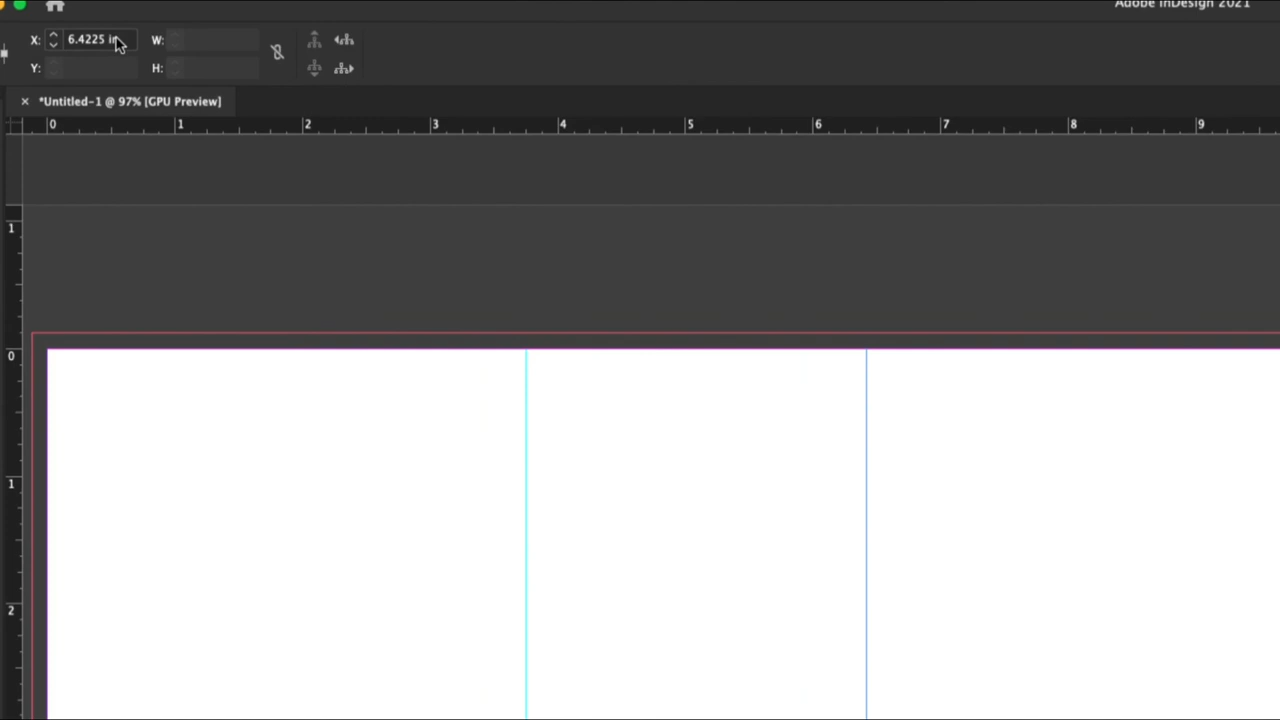 Adobe InDesign 2021
X: 6.4225 in W:
Y: H:
× *Untitled-1 @ 97% [GPU Preview]
0 1 2 3 4 5 6 7 8 9
1
0
1
2